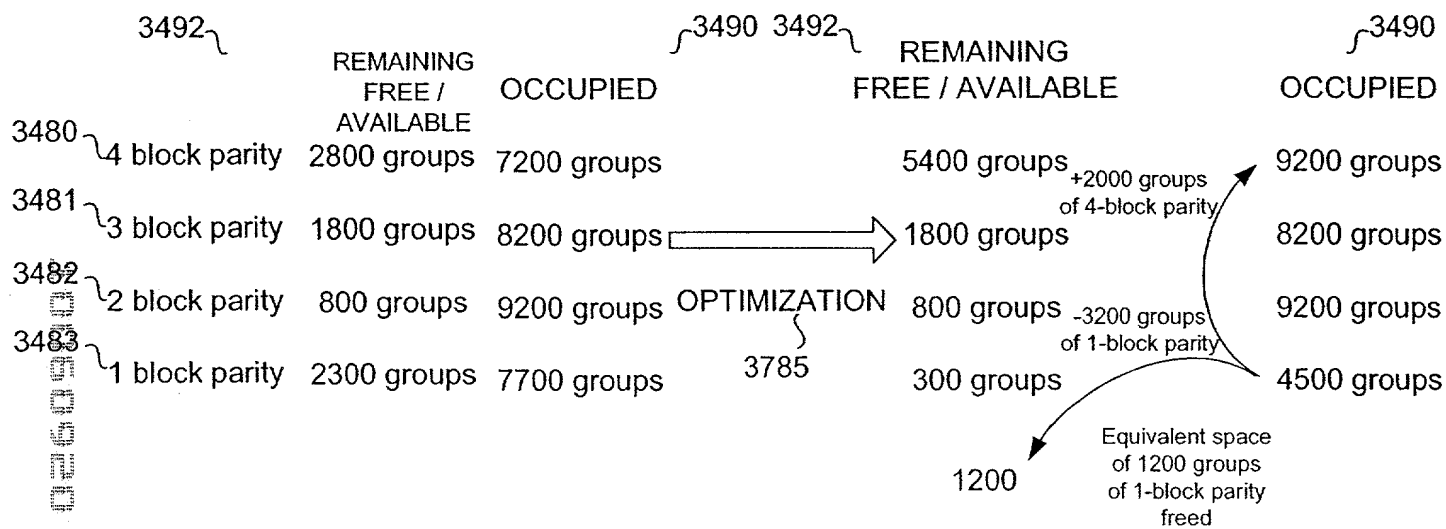 3492
REMAINING
FREE /
AVAILABLE
OCCUPIED
3490
3480
4 block parity 2800 groups 7200 groups
3481
3 block parity 1800 groups 8200 groups
3482
2 block parity 800 groups 9200 groups
3483
1 block parity 2300 groups 7700 groups
OPTIMIZATION
3785
3492
REMAINING
FREE / AVAILABLE
3490
OCCUPIED
5400 groups 9200 groups
+2000 groups
of 4-block parity
1800 groups 8200 groups
800 groups 9200 groups
-3200 groups
of 1-block parity
300 groups 4500 groups
1200
Equivalent space
of 1200 groups
of 1-block parity
freed